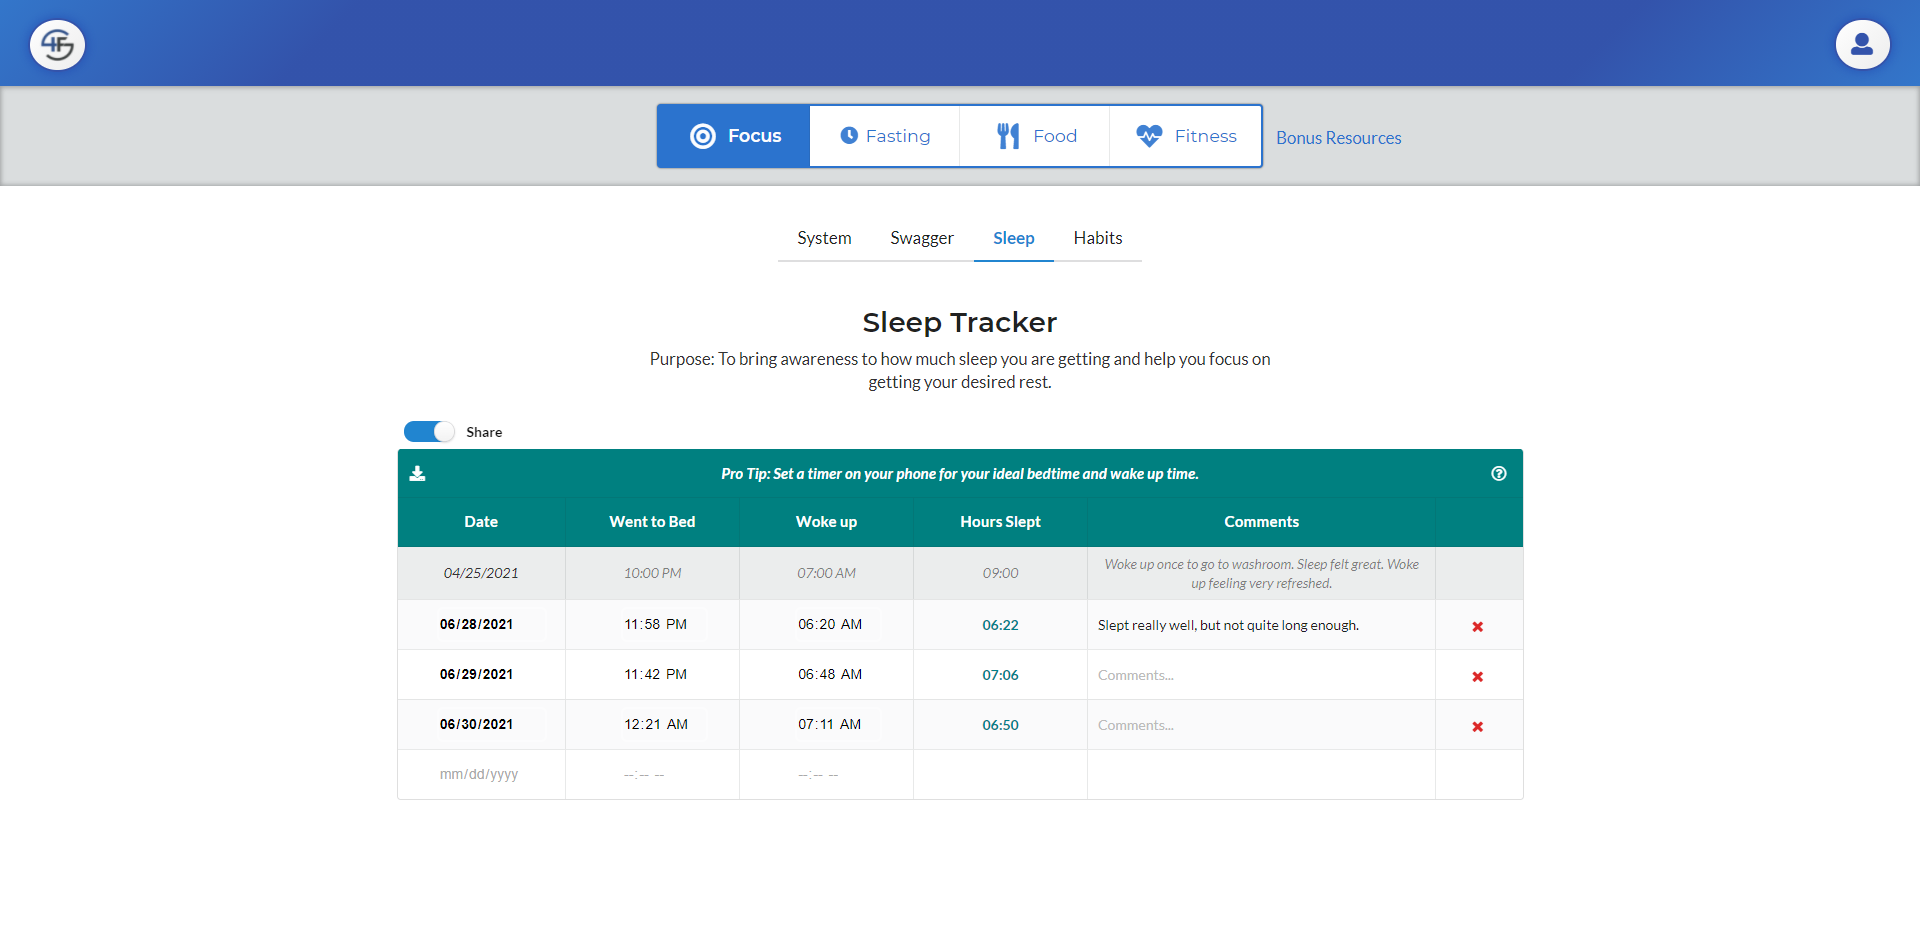 4F
Focus
Fasting
Food
Fitness
Bonus Resources
System
Swagger
Sleep
Habits
Sleep Tracker
Purpose: To bring awareness to how much sleep you are getting and help you focus on
getting your desired rest.
Share
Pro Tip: Set a timer on your phone for your ideal bedtime and wake up time.
Date Went to Bed Woke up Hours Slept Comments
04/25/2021 10:00 PM 07:00 AM 09:00 Woke up once to go to washroom. Sleep felt great. Woke
up feeling very refreshed.
06/28/2021 11:58 PM 06:20 AM 06:22 Slept really well, but not quite long enough.
06/29/2021 11:42 PM 06:48 AM 07:06 Comments...
06/30/2021 12:21 AM 07:11 AM 06:50 Comments...
mm/dd/yyyy --:-- -- --:-- --